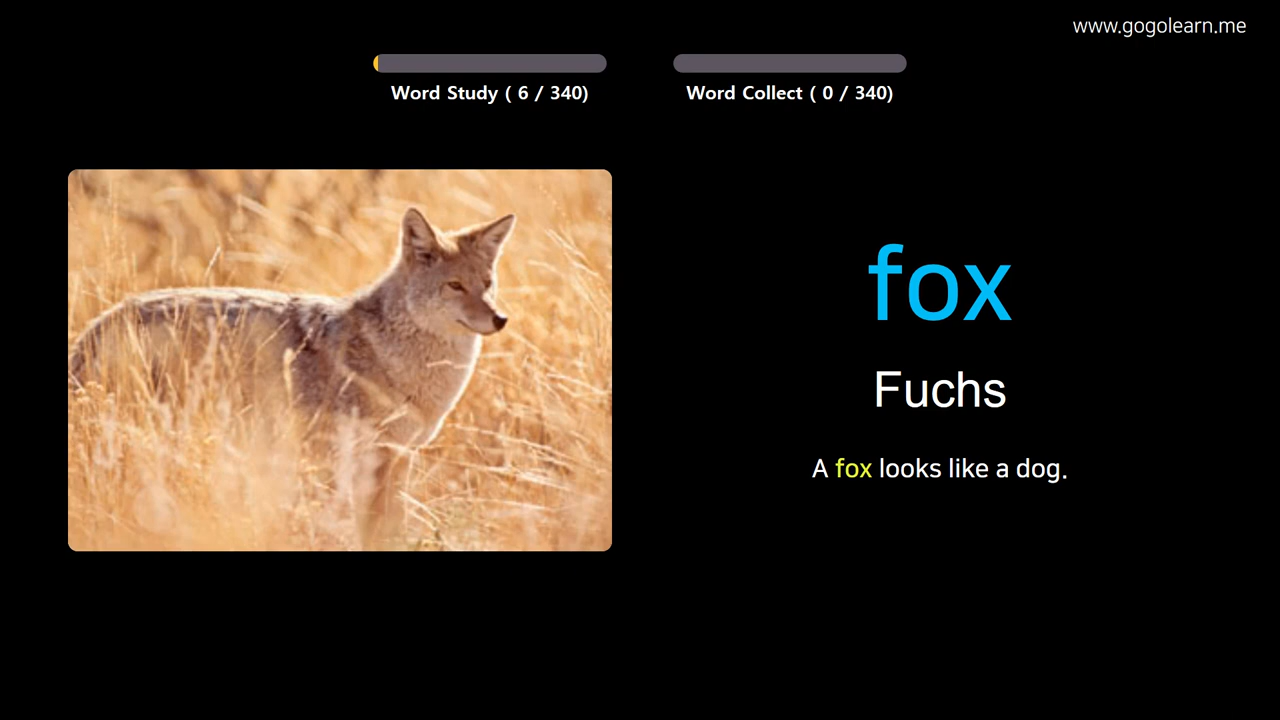 www.gogolearn.me
Word Study ( 6 / 340)
Word Collect ( 0 / 340)
fox
Fuchs
A fox looks like a dog.